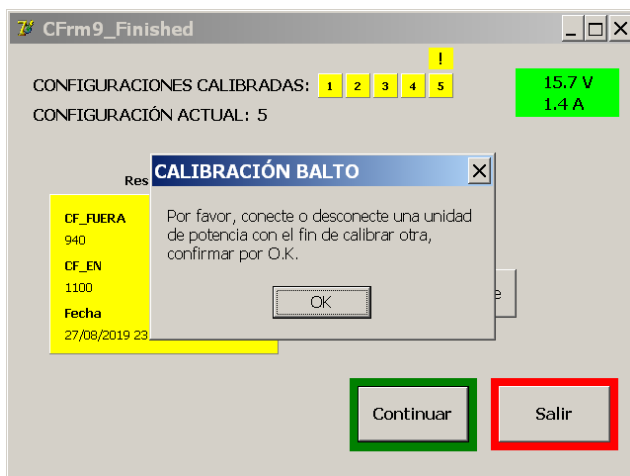 CFrm9_Finished
!
CONFIGURACIONES CALIBRADAS: 1 2 3 4 5
15.7 V
1.4 A
CONFIGURACIÓN ACTUAL: 5
Res
CALIBRACIÓN BALTO
Por favor, conecte o desconecte una unidad
de potencia con el fin de calibrar otra,
confirmar por O.K.
OK
CF_FUERA
940
CF_EN
1100
Fecha
27/08/2019 23
e
Continuar
Salir